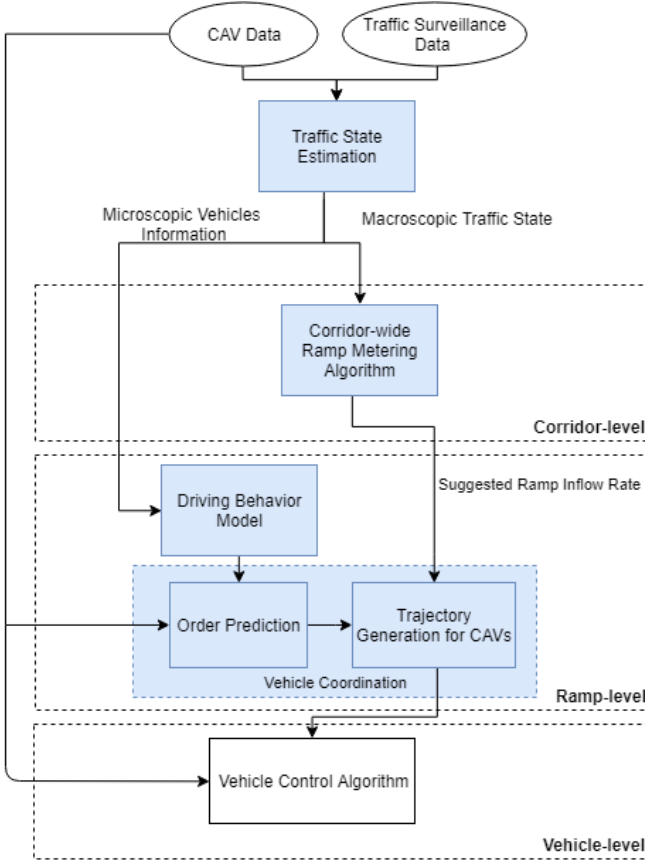 CAV Data
Traffic Surveillance
Data
Traffic State
Estimation
Microscopic Vehicles
Information
Macroscopic Traffic State
Corridor-wide
Ramp Metering
Algorithm
Corridor-level
Driving Behavior
Model
Suggested Ramp Inflow Rate
Order Prediction
Trajectory
Generation for CAVs
Vehicle Coordination
Ramp-level
Vehicle Control Algorithm
Vehicle-level